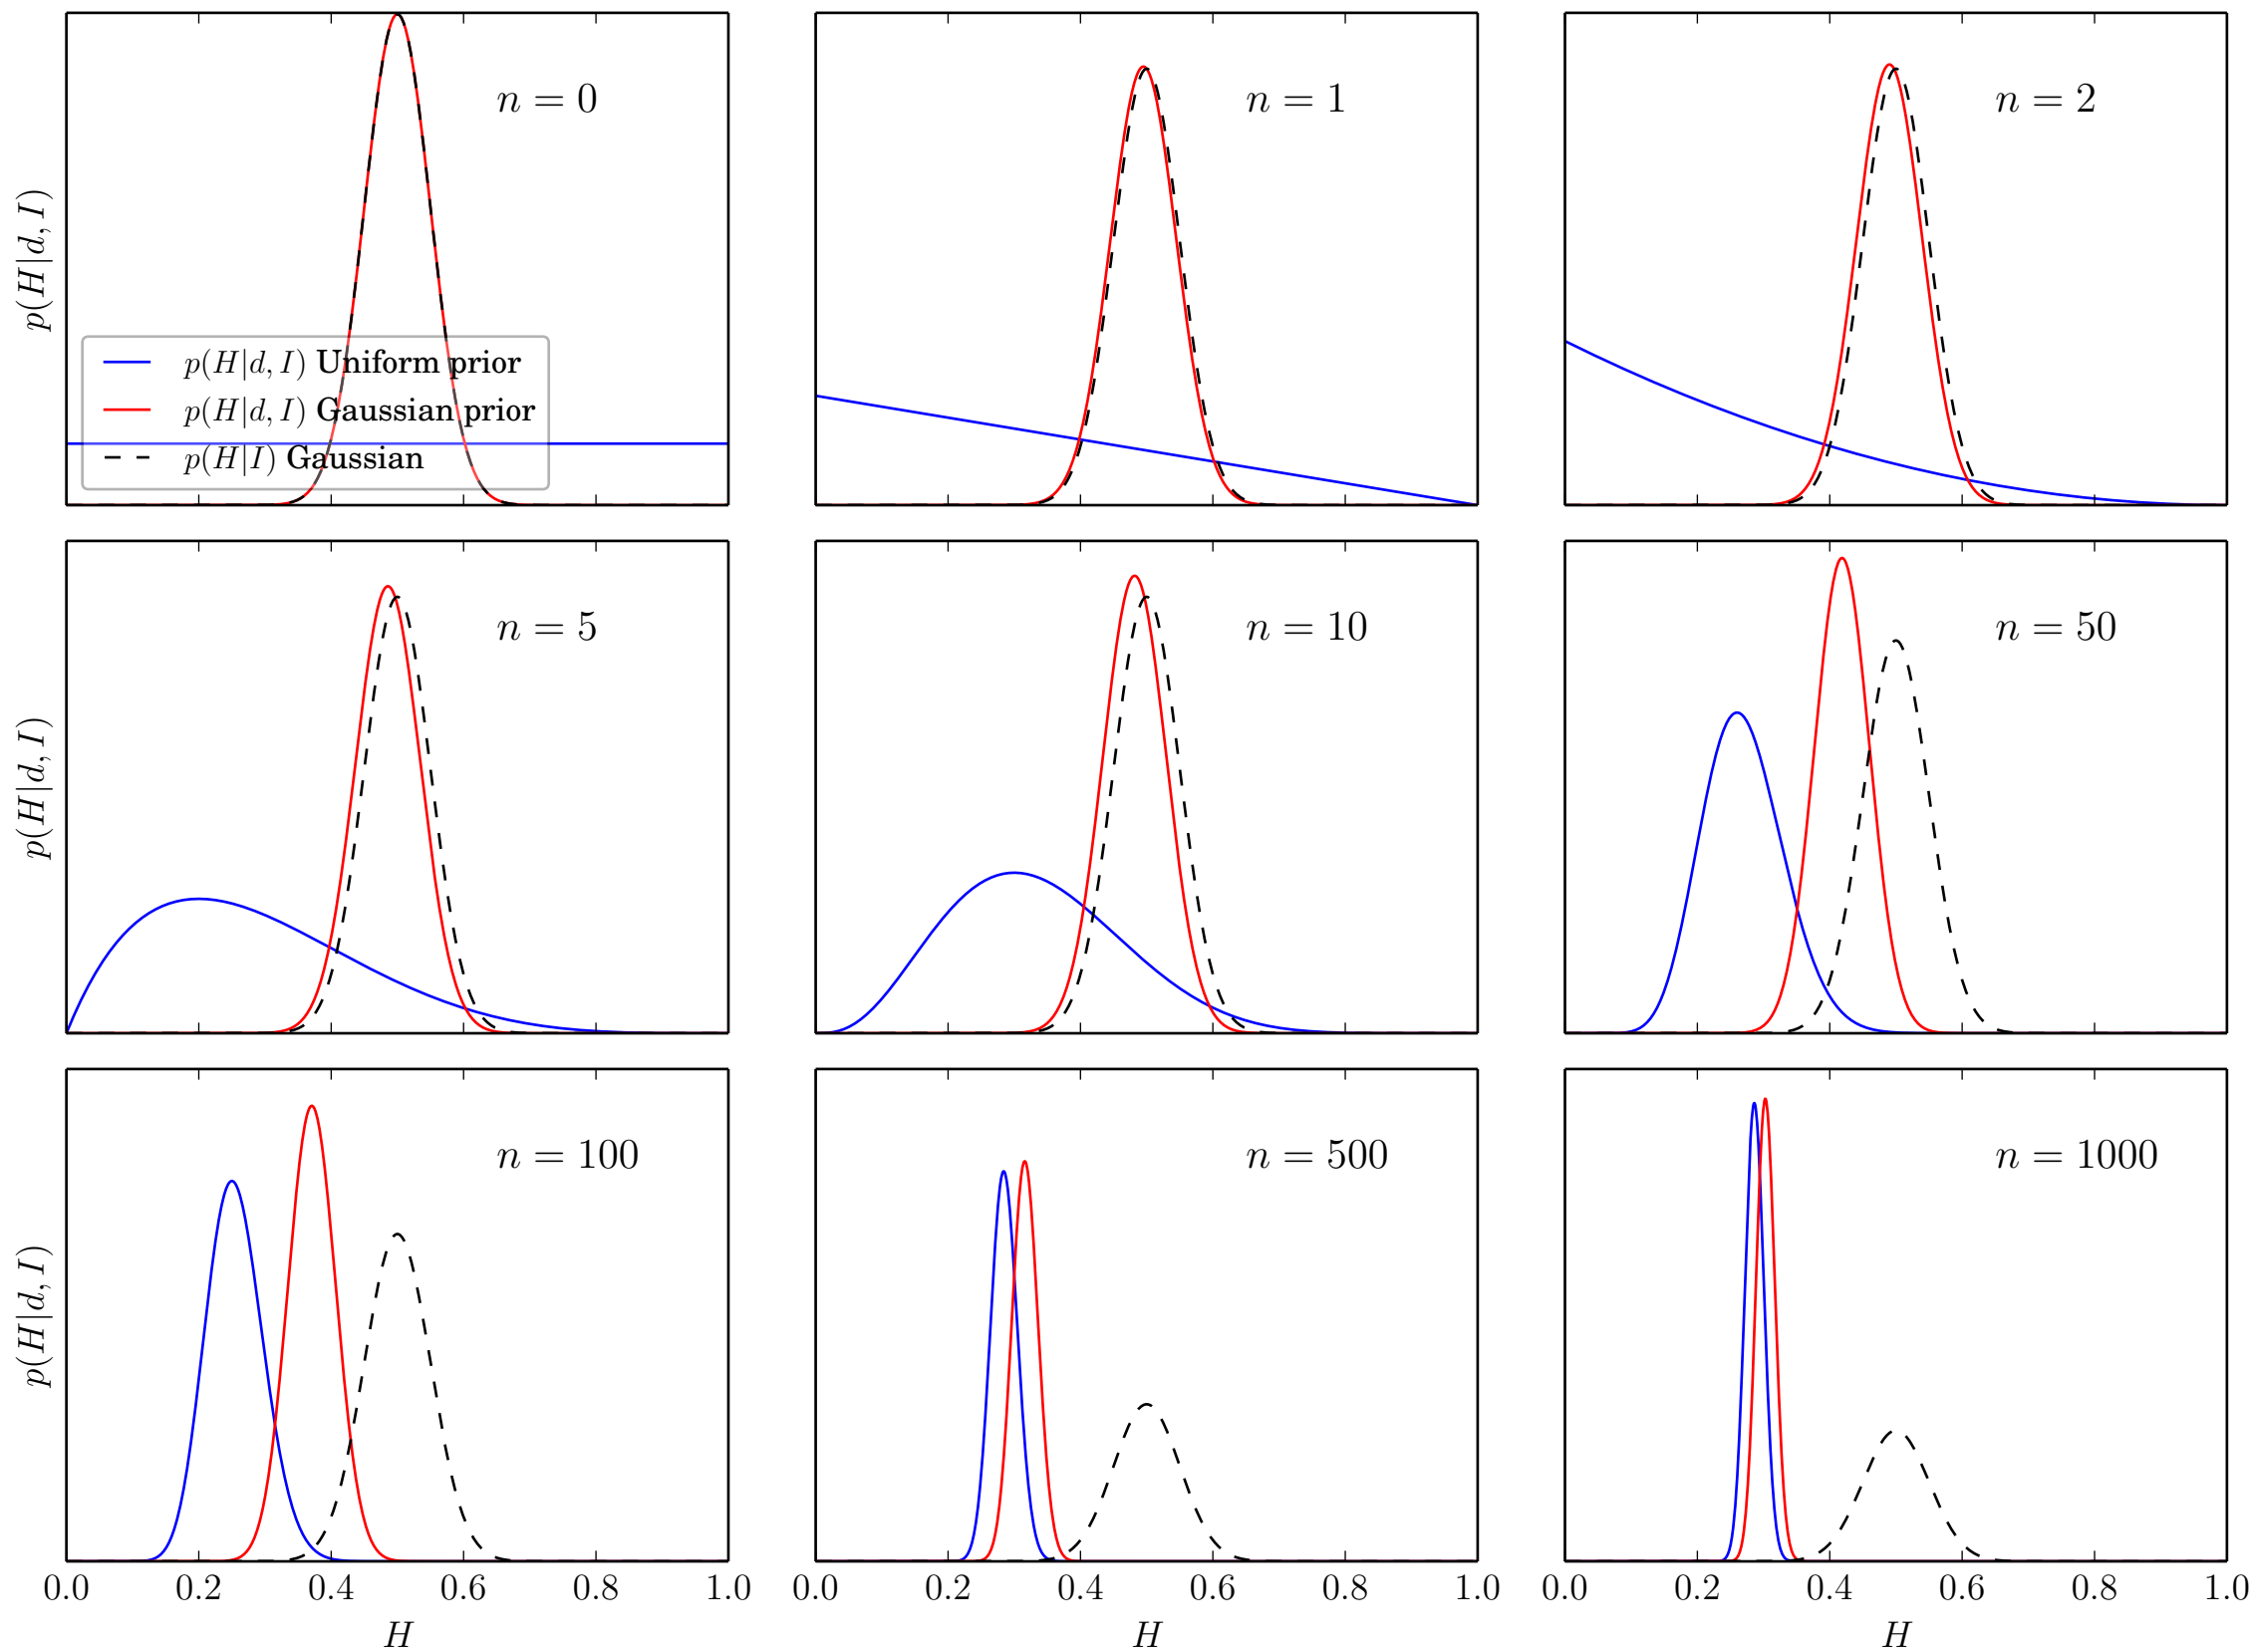 n = 0
n = 1
n = 2
p(H|d, I)
p(H|d, I) Uniform prior
p(H|d, I) Gaussian prior
p(H|I) Gaussian
n = 5
n = 10
n = 50
p(H|d, I)
n = 100
n = 500
n = 1000
p(H|d, I)
0.0 0.2 0.4 0.6 0.8 1.0
0.0 0.2 0.4 0.6 0.8 1.0
0.0 0.2 0.4 0.6 0.8 1.0
H
H
H